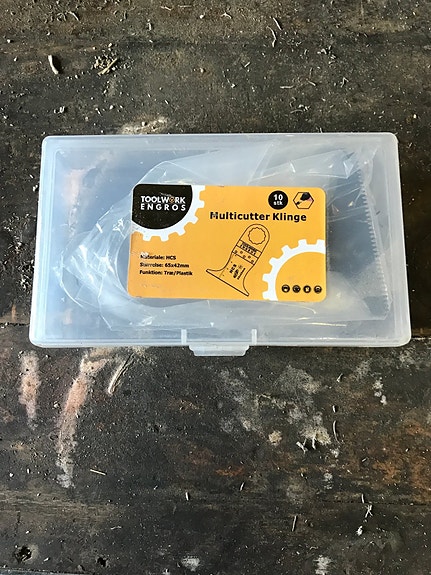 TOOLWORK
ENGROS
10
stk
Multicutter Klinge
Materiale: HCS
Størrelse: 65x42mm
Funktion: Træ/Plastik